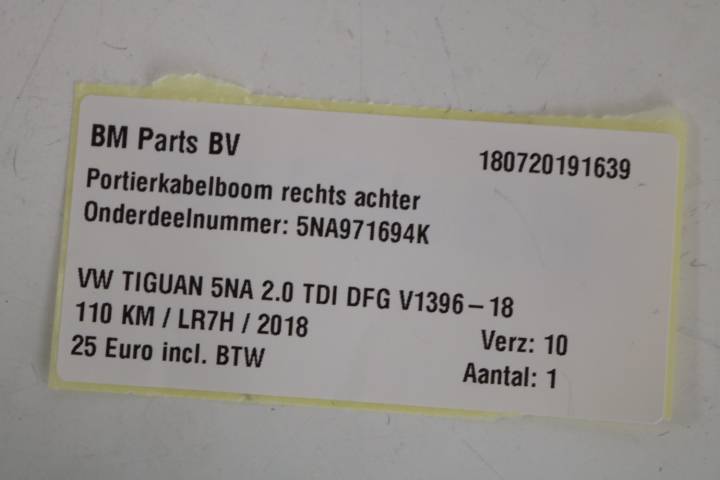 BM Parts BV
180720191639
Portierkabelboom rechts achter
Onderdeelnummer: 5NA971694K
VW TIGUAN 5NA 2.0 TDI DFG V1396-18
110 KM / LR7H / 2018
Verz: 10
25 Euro incl. BTW
Aantal: 1